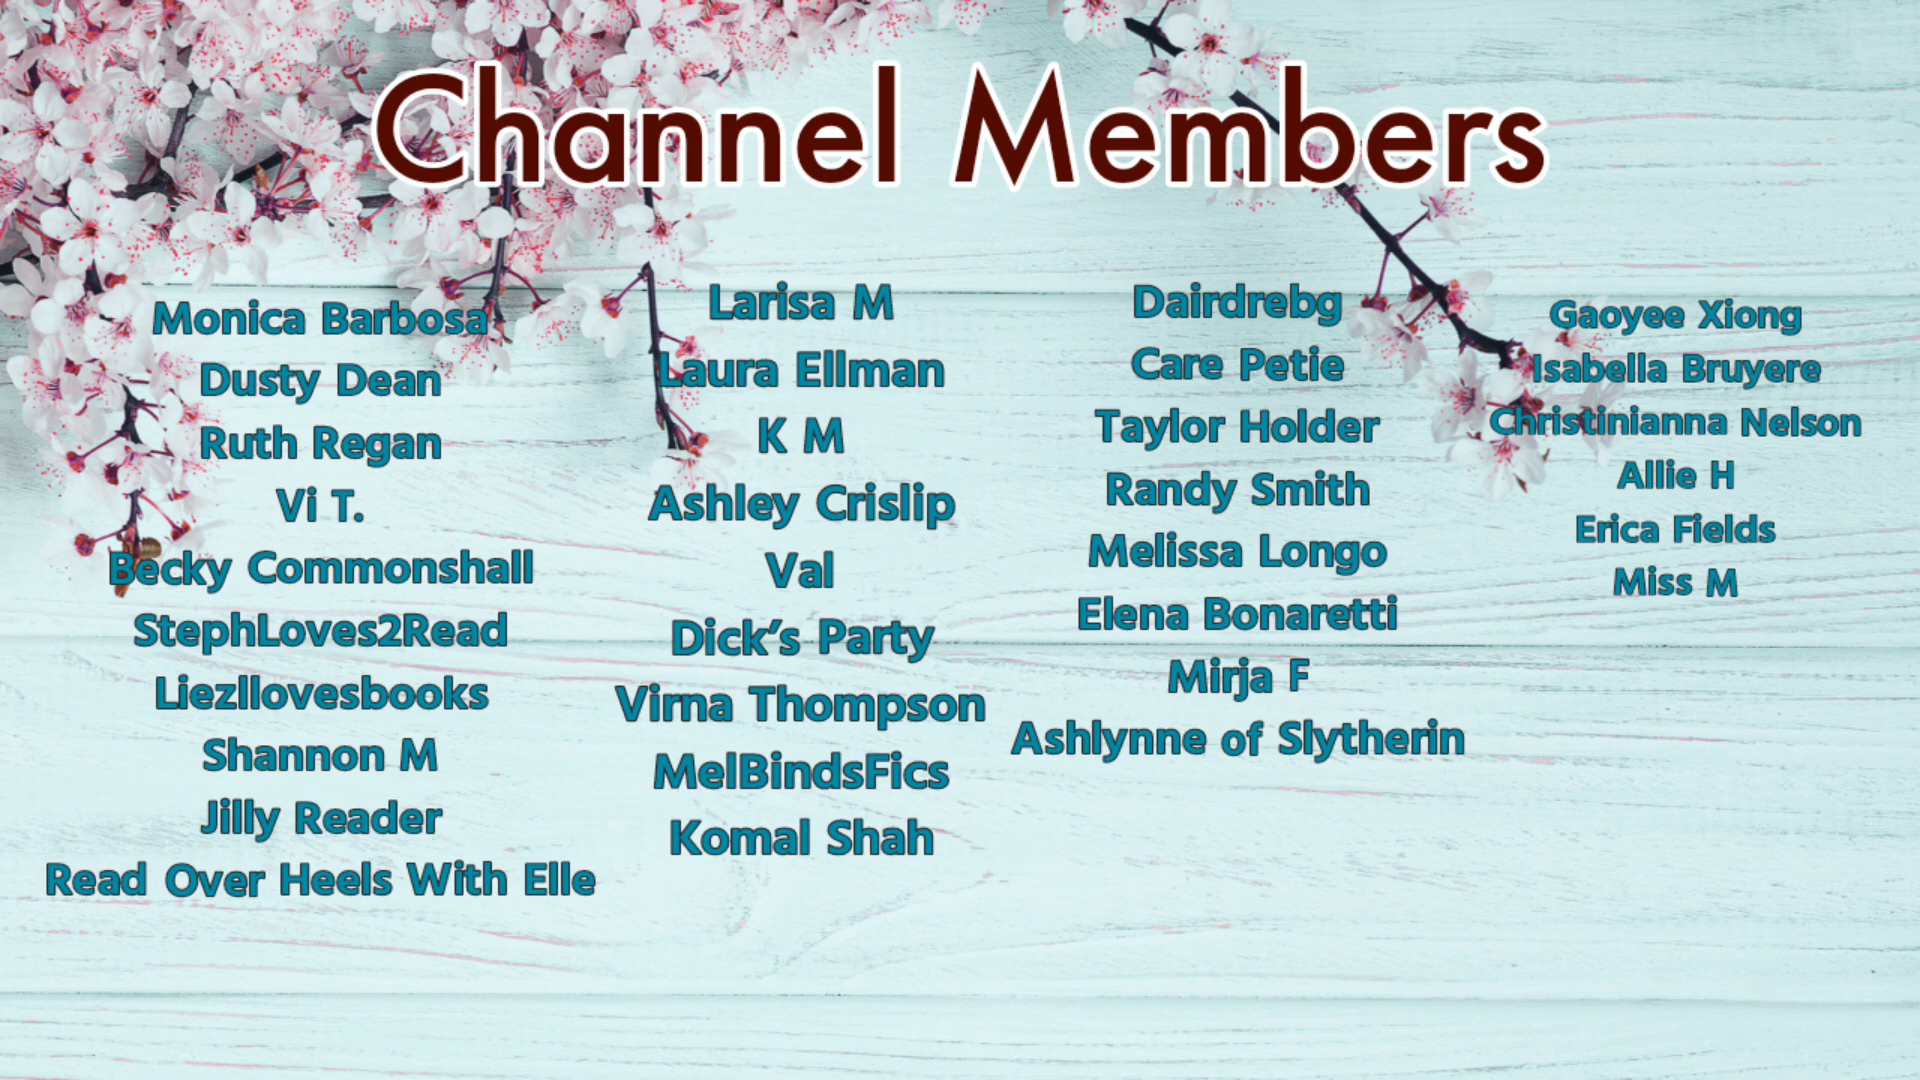 Channel Members
Monica Barbosa
Dusty Dean
Ruth Regan
Vi T.
Becky Commonshall
StephLoves2Read
Liezllovesbooks
Shannon M
Jilly Reader
Read Over Heels With Elle
Larisa M
Laura Ellman
K M
Ashley Crislip
Val
Dick’s Party
Virna Thompson
MelBindsFics
Komal Shah
Dairdrebg
Care Petie
Taylor Holder
Randy Smith
Melissa Longo
Elena Bonaretti
Mirja F
Ashlynne of Slytherin
Gaoyee Xiong
Isabella Bruyere
Christinianna Nelson
Allie H
Erica Fields
Miss M